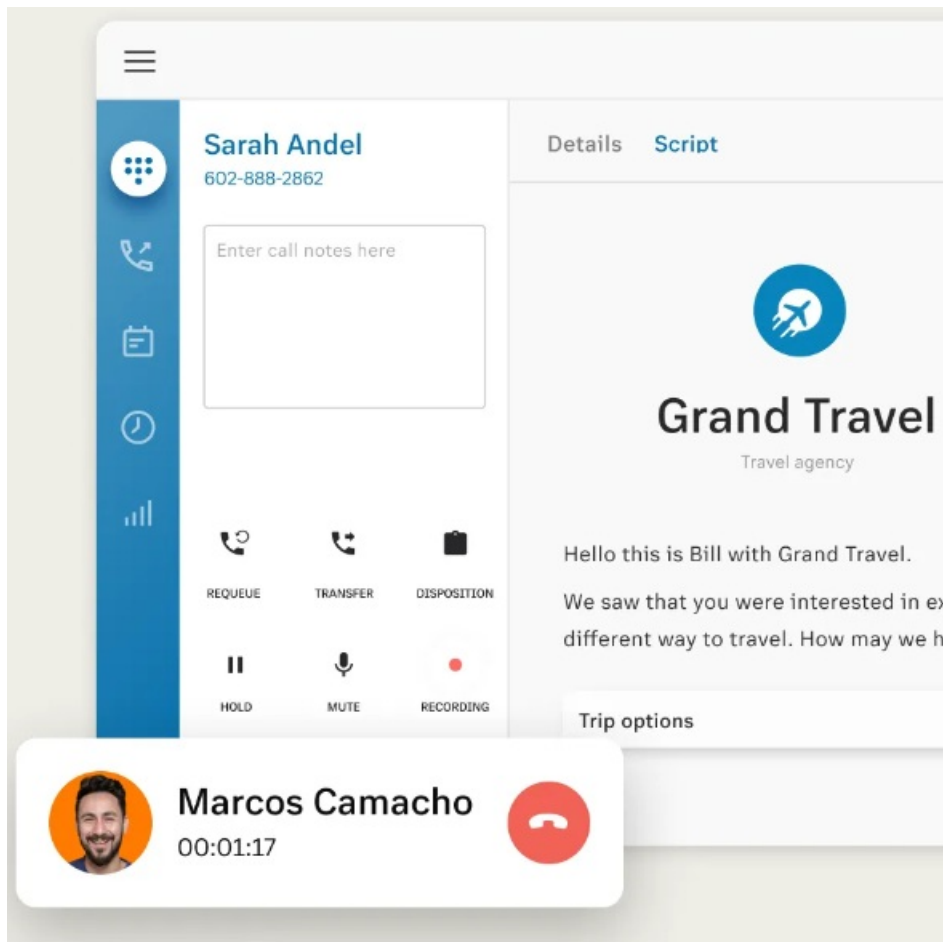 Sarah Andel
602-888-2862
Enter call notes here
REQUEUE
TRANSFER
DISPOSITION
HOLD
MUTE
RECORDING
Details
Script
Grand Travel
Travel agency
Hello this is Bill with Grand Travel.
We saw that you were interested in
different way to travel. How may we
Trip options
Marcos Camacho
00:01:17